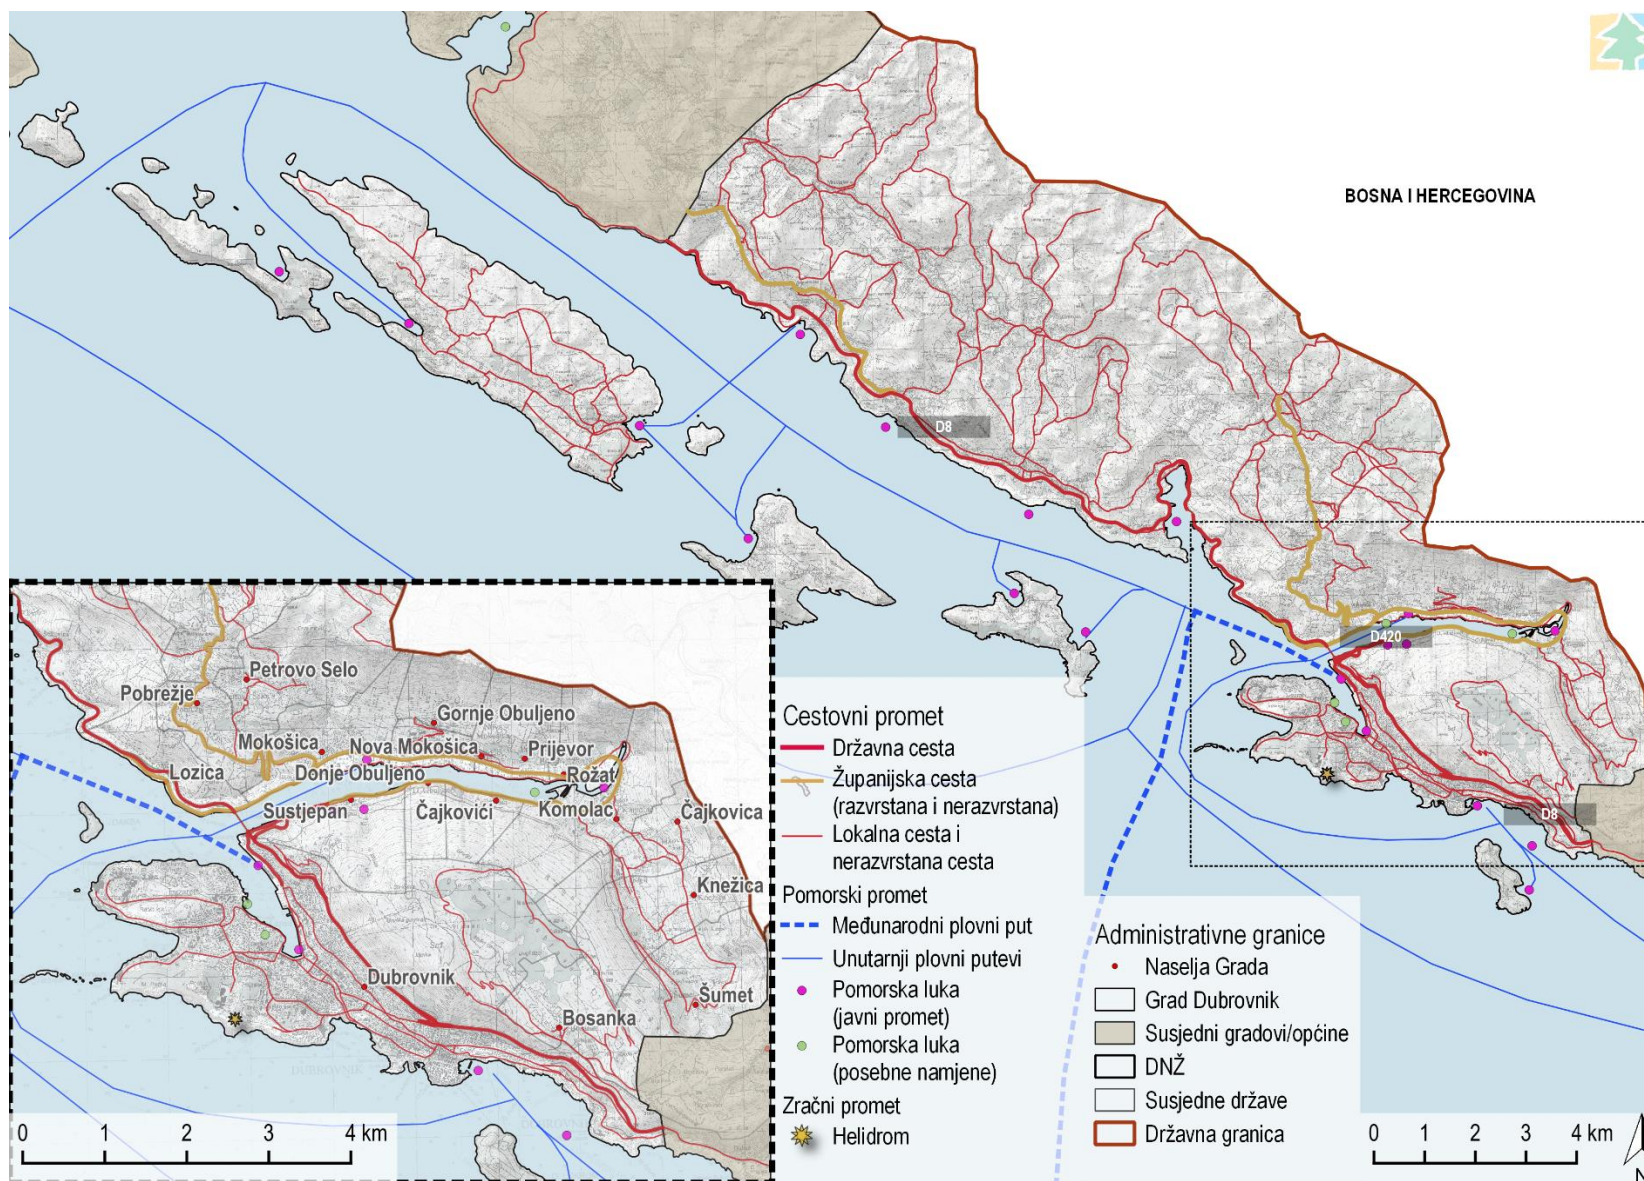 BOSNA I HERCEGOVINA
D8
D420
D8
Petrovo Selo
Pobrežje
Gornje Obuljeno
Mokošica
Nova Mokošica
Prijevor
Lozica
Donje Obuljeno
Rožat
Sustjepan
Čajkovići
Komolac
Čajkovica
Knežica
Dubrovnik
Šumet
Bosanka
DUBROVNIK
0 1 2 3 4 km
Cestovni promet
Državna cesta
Županijska cesta
(razvrstana i nerazvrstana)
Lokalna cesta i
nerazvrstana cesta
Pomorski promet
Međunarodni plovni put
Unutarnji plovni putevi
Pomorska luka
(javni promet)
Pomorska luka
(posebne namjene)
Zračni promet
Helidrom
Administrativne granice
Naselja Grada
Grad Dubrovnik
Susjedni gradovi/općine
DNŽ
Susjedne države
Državna granica
0 1 2 3 4 km
N